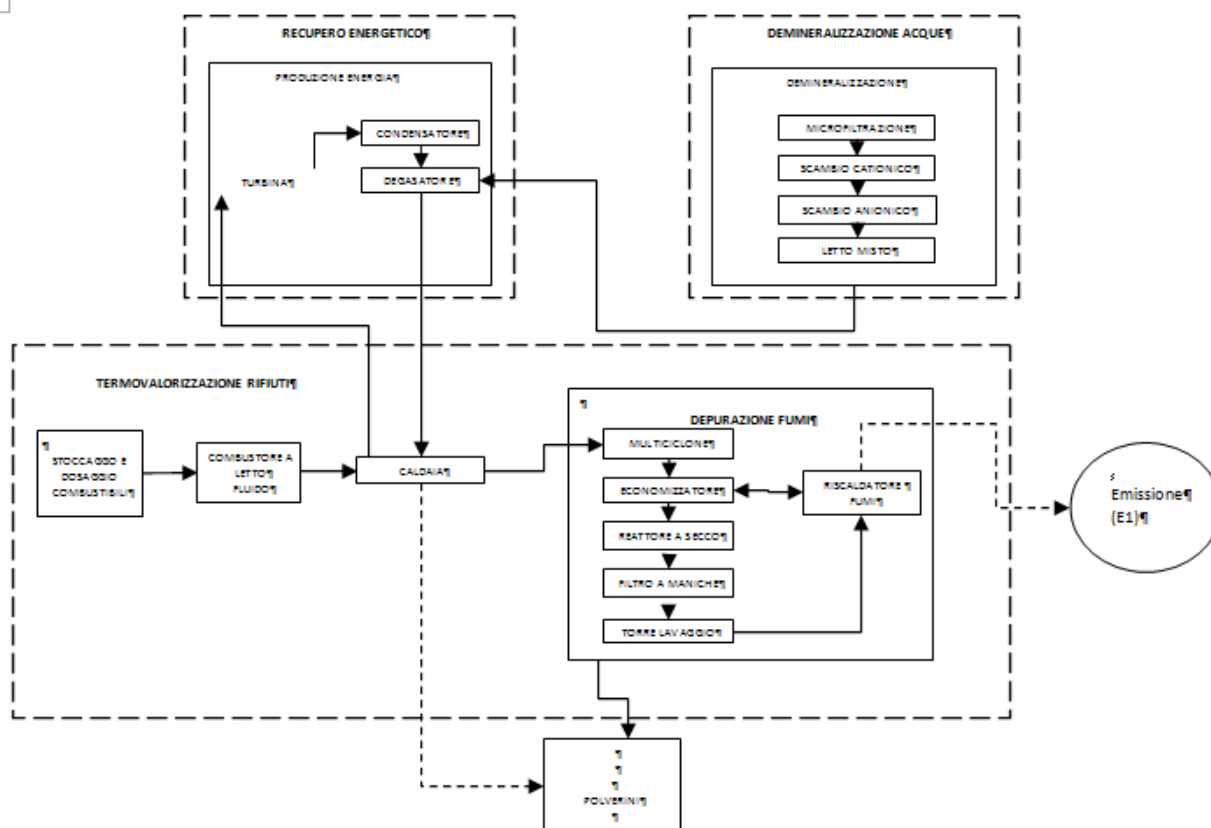 RECUPERO ENERGETICO¶
PRODUZIONE ENERGIA¶
CONDENSATORE¶
TURBINA¶
DEGASATORE¶
DEMINERALIZZAZIONE ACQUE¶
DEMINERALIZZAZIONE¶
MICROFILTRAZIONE¶
SCAMBIO CATIONICO¶
SCAMBIO ANIONICO¶
LETTO MISTO¶
TERMOVALORIZZAZIONE RIFIUTI¶
¶
STOCCAGGIO E
DOSAGGIO
COMBUSTIBILI¶
COMBUSTORE A
LETTO¶
FLUIDO¶
CALDAIA¶
¶
DEPURAZIONE FUMI¶
MULTICICLONE¶
ECONOMIZZATORE¶
REATTORE A SECCO¶
FILTRO A MANICHE¶
TORRE LAVAGGIO¶
RISCALDATORE¶
FUMI¶
Emissione¶
(E1)¶
¶
¶
¶
POLVERINI¶
¶